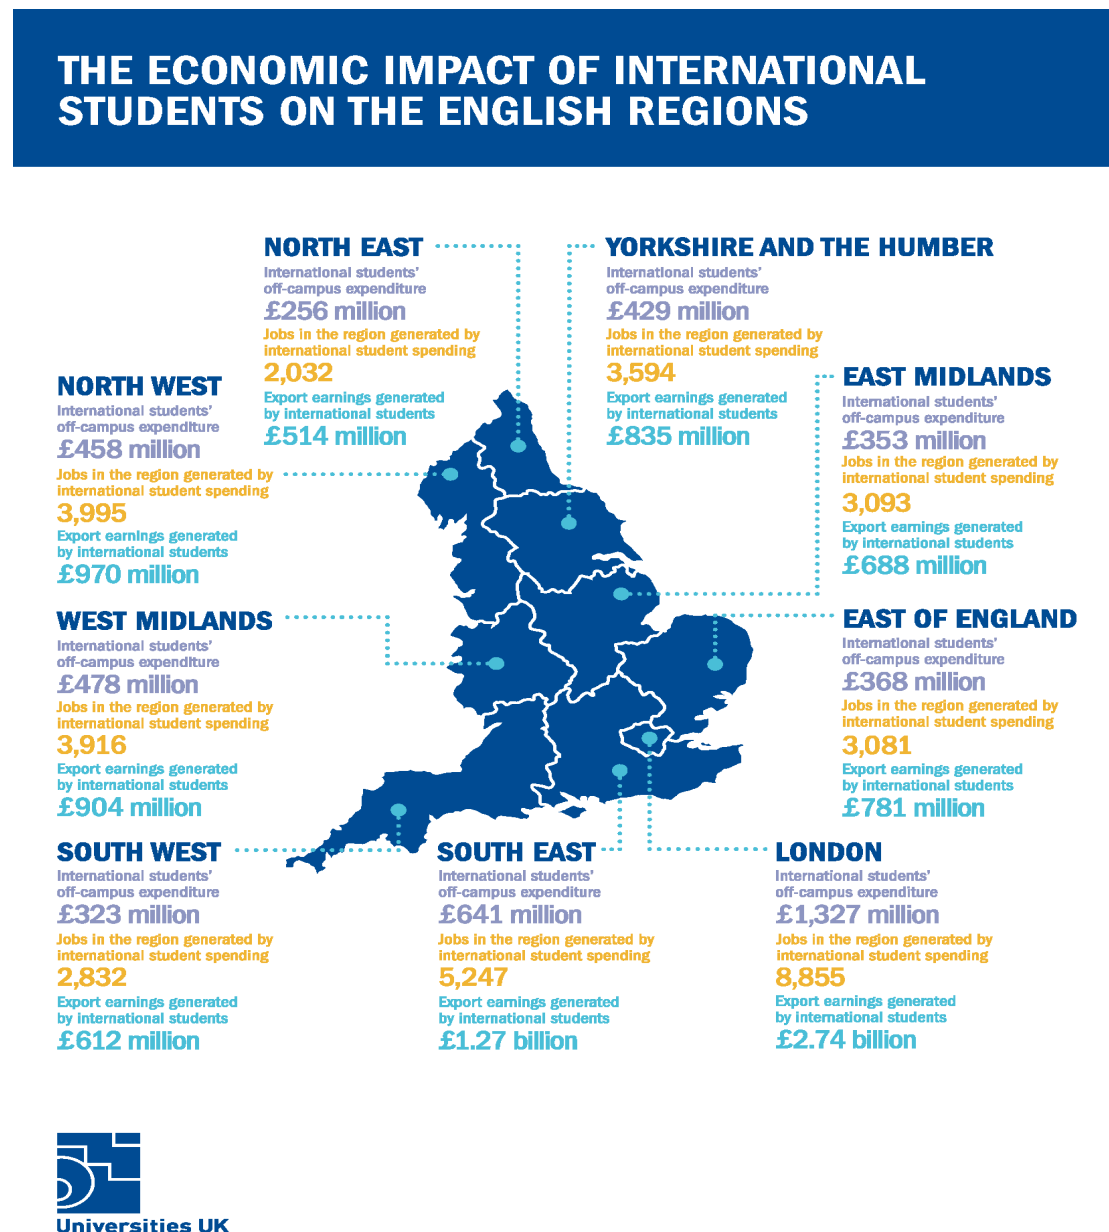 THE ECONOMIC IMPACT OF INTERNATIONAL
STUDENTS ON THE ENGLISH REGIONS
NORTH EAST
International students'
off-campus expenditure
£256 million
Jobs in the region generated by
international student spending
2,032
Export earnings generated
by international students
£514 million
YORKSHIRE AND THE HUMBER
International students'
off-campus expenditure
£429 million
Jobs in the region generated by
international student spending
3,594
Export earnings generated
by international students
£835 million
NORTH WEST
International students'
off-campus expenditure
£458 million
Jobs in the region generated by
international student spending
3,995
Export earnings generated
by international students
£970 million
EAST MIDLANDS
International students'
off-campus expenditure
£353 million
Jobs in the region generated by
international student spending
3,093
Export earnings generated
by international students
£688 million
WEST MIDLANDS
International students'
off-campus expenditure
£478 million
Jobs in the region generated by
international student spending
3,916
Export earnings generated
by international students
£904 million
EAST OF ENGLAND
International students'
off-campus expenditure
£368 million
Jobs in the region generated by
international student spending
3,081
Export earnings generated
by international students
£781 million
SOUTH WEST
International students'
off-campus expenditure
£323 million
Jobs in the region generated by
international student spending
2,832
Export earnings generated
by international students
£612 million
SOUTH EAST
International students'
off-campus expenditure
£641 million
Jobs in the region generated by
international student spending
5,247
Export earnings generated
by international students
£1.27 billion
LONDON
International students'
off-campus expenditure
£1,327 million
Jobs in the region generated by
international student spending
8,855
Export earnings generated
by international students
£2.74 billion
Universities UK